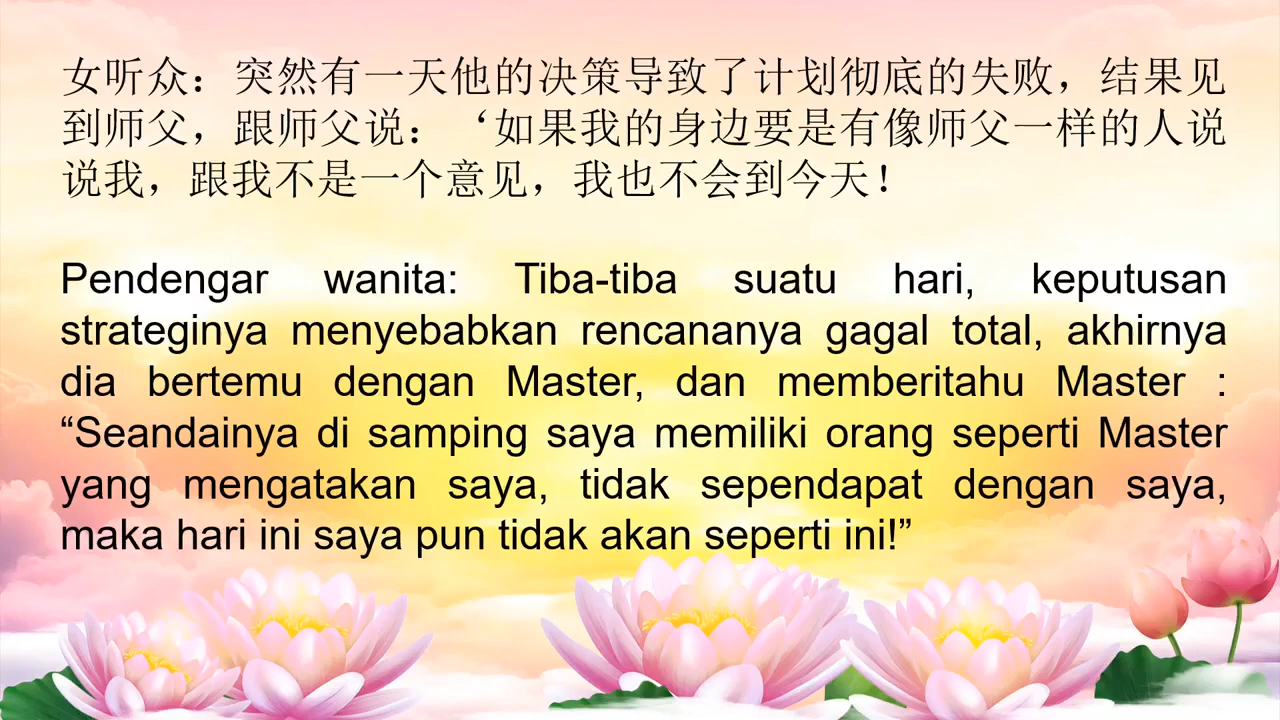 女听众：突然有一天他的决策导致了计划彻底的失败，结果见
到师父，跟师父说：‘如果我的身边要是有像师父一样的人说
说我，跟我不是一个意见，我也不会到今天！
Pendengar wanita: Tiba-tiba suatu hari, keputusan
strateginya menyebabkan rencananya gagal total, akhirnya
dia bertemu dengan Master, dan memberitahu Master :
“Seandainya di samping saya memiliki orang seperti Master
yang mengatakan saya, tidak sependapat dengan saya,
maka hari ini saya pun tidak akan seperti ini!”